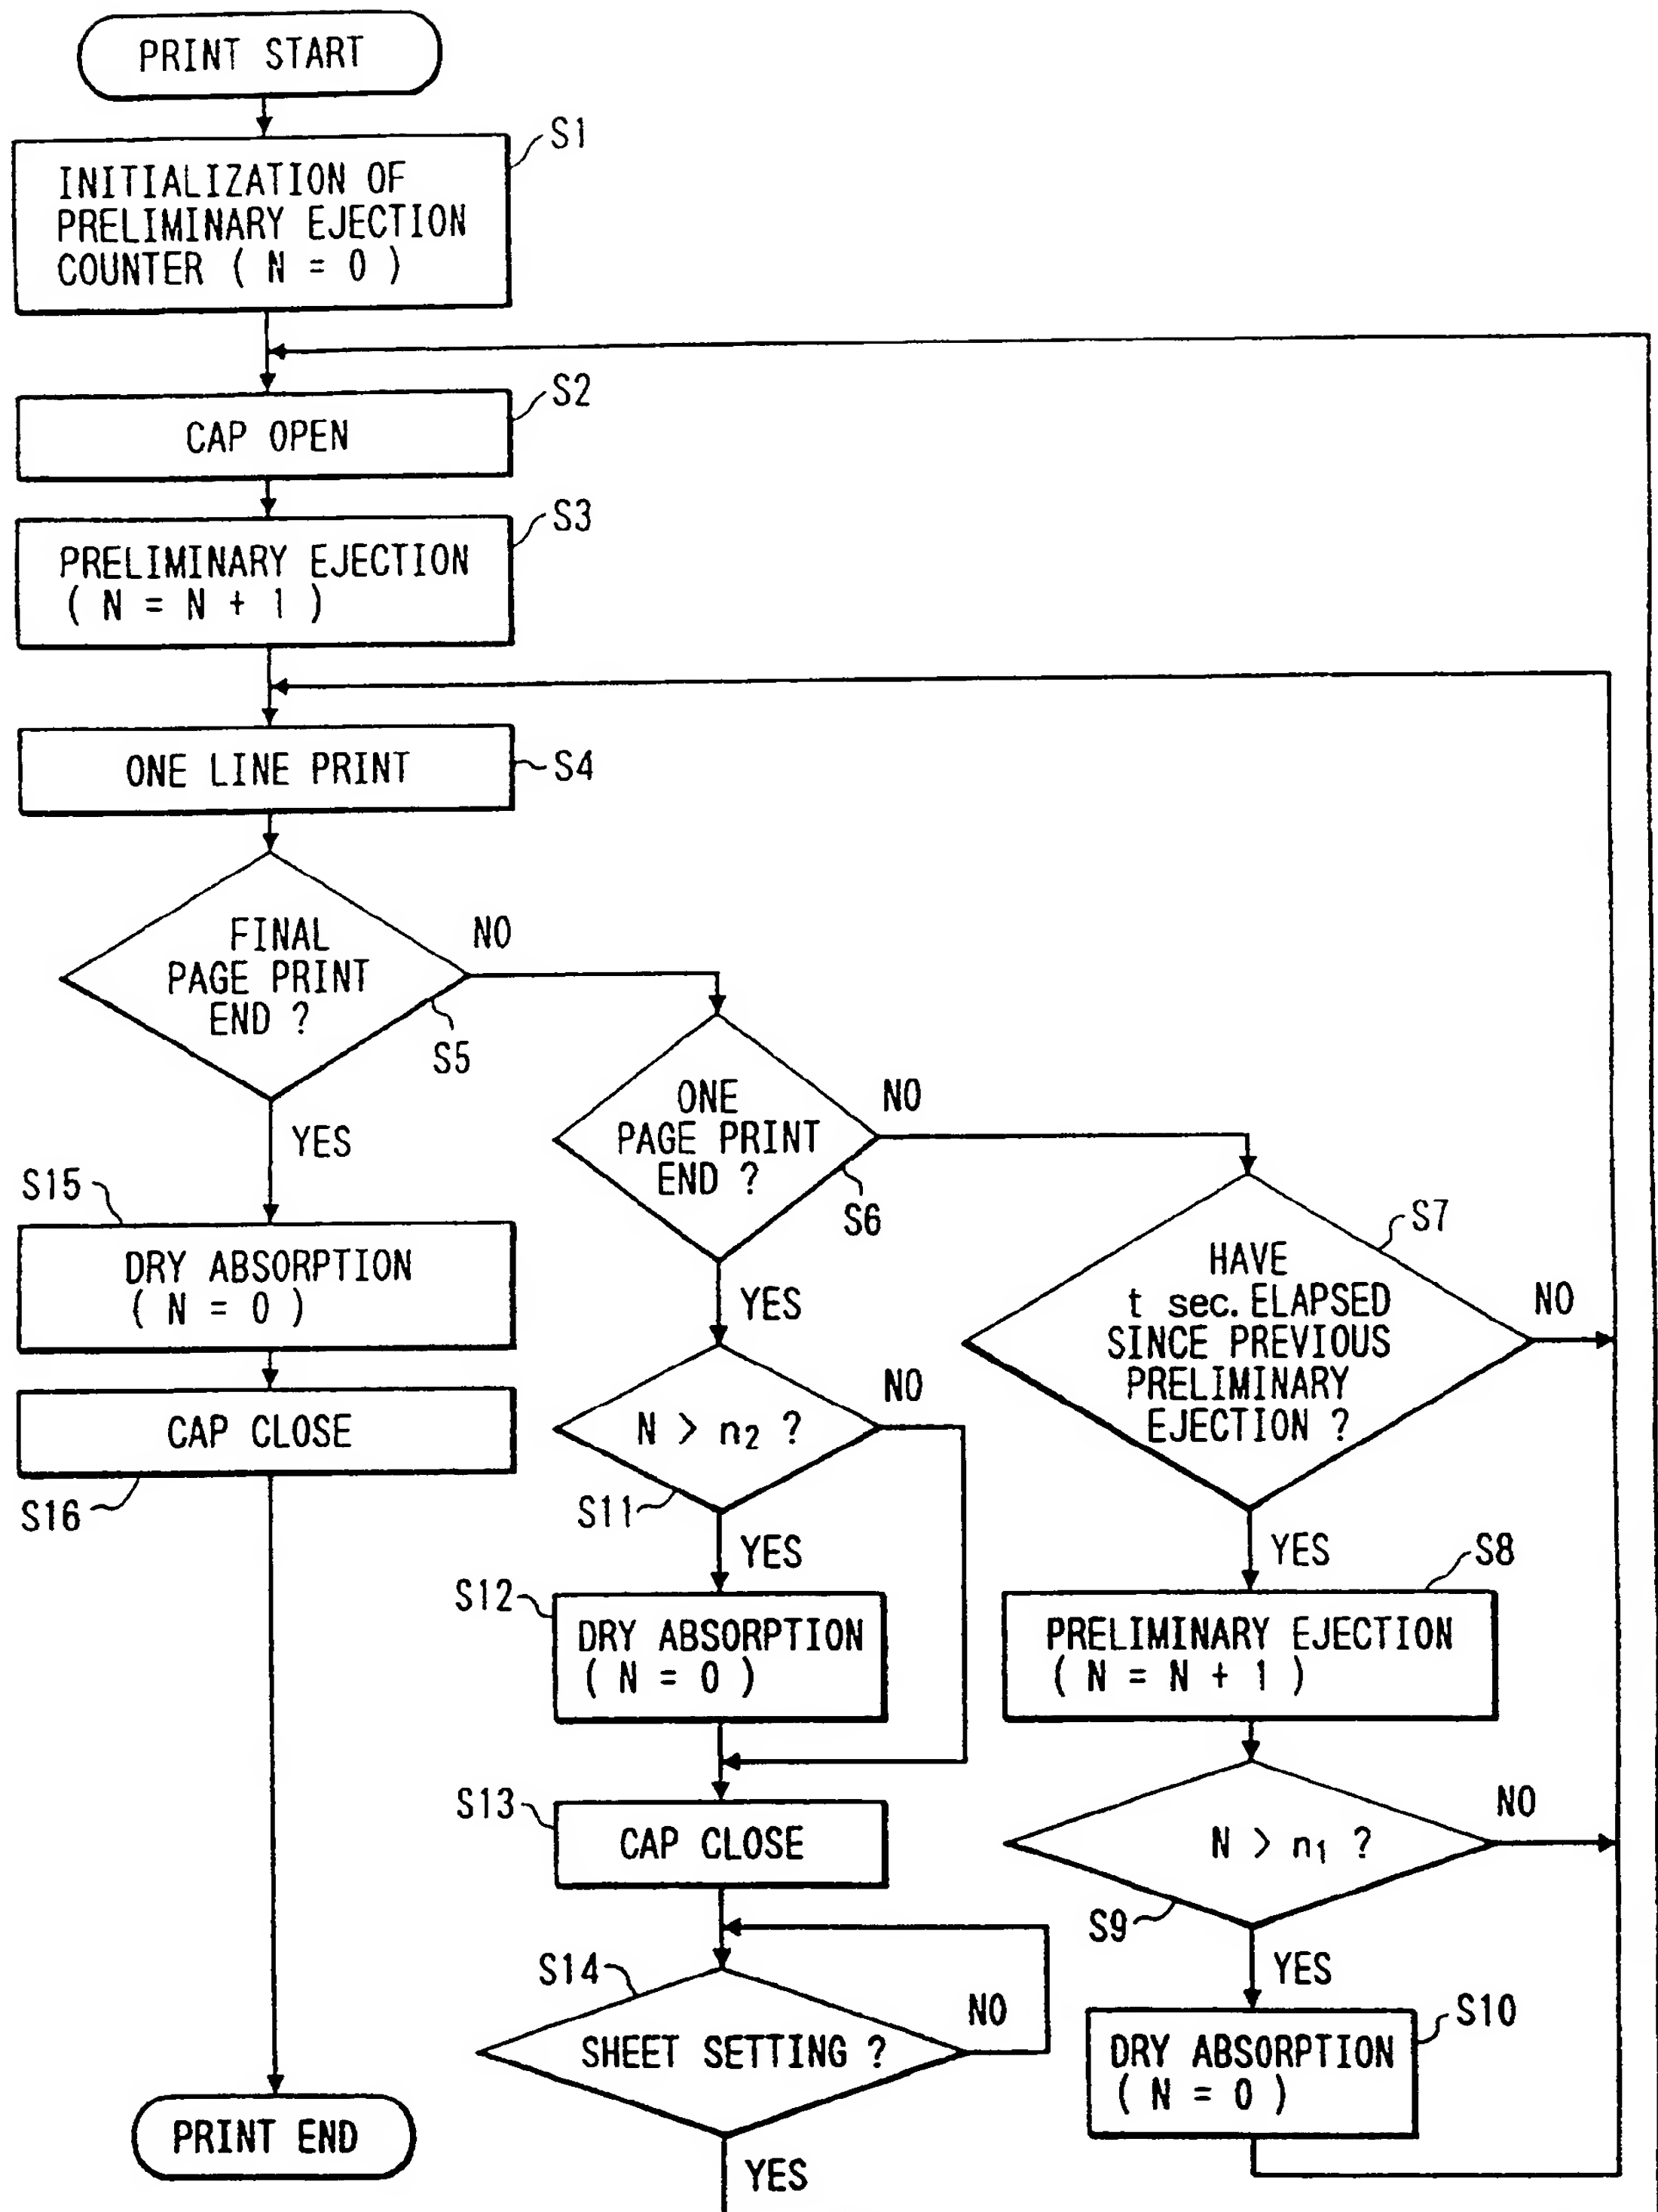 PRINT START
S1
INITIALIZATION OF
PRELIMINARY EJECTION
COUNTER ( N = 0 )
S2
CAP OPEN
S3
PRELIMINARY EJECTION
( N = N + 1 )
ONE LINE PRINT
S4
FINAL
PAGE PRINT
END ?
NO
S5
YES
ONE
PAGE PRINT
END ?
NO
S6
YES
S7
HAVE
t sec. ELAPSED
SINCE PREVIOUS
PRELIMINARY
EJECTION ?
NO
YES
S15
DRY ABSORPTION
( N = 0 )
CAP CLOSE
S16
N > n2 ?
NO
S11
YES
S12
DRY ABSORPTION
( N = 0 )
S8
PRELIMINARY EJECTION
( N = N + 1 )
S13
CAP CLOSE
N > n1 ?
NO
S9
YES
S14
SHEET SETTING ?
NO
YES
S10
DRY ABSORPTION
( N = 0 )
PRINT END